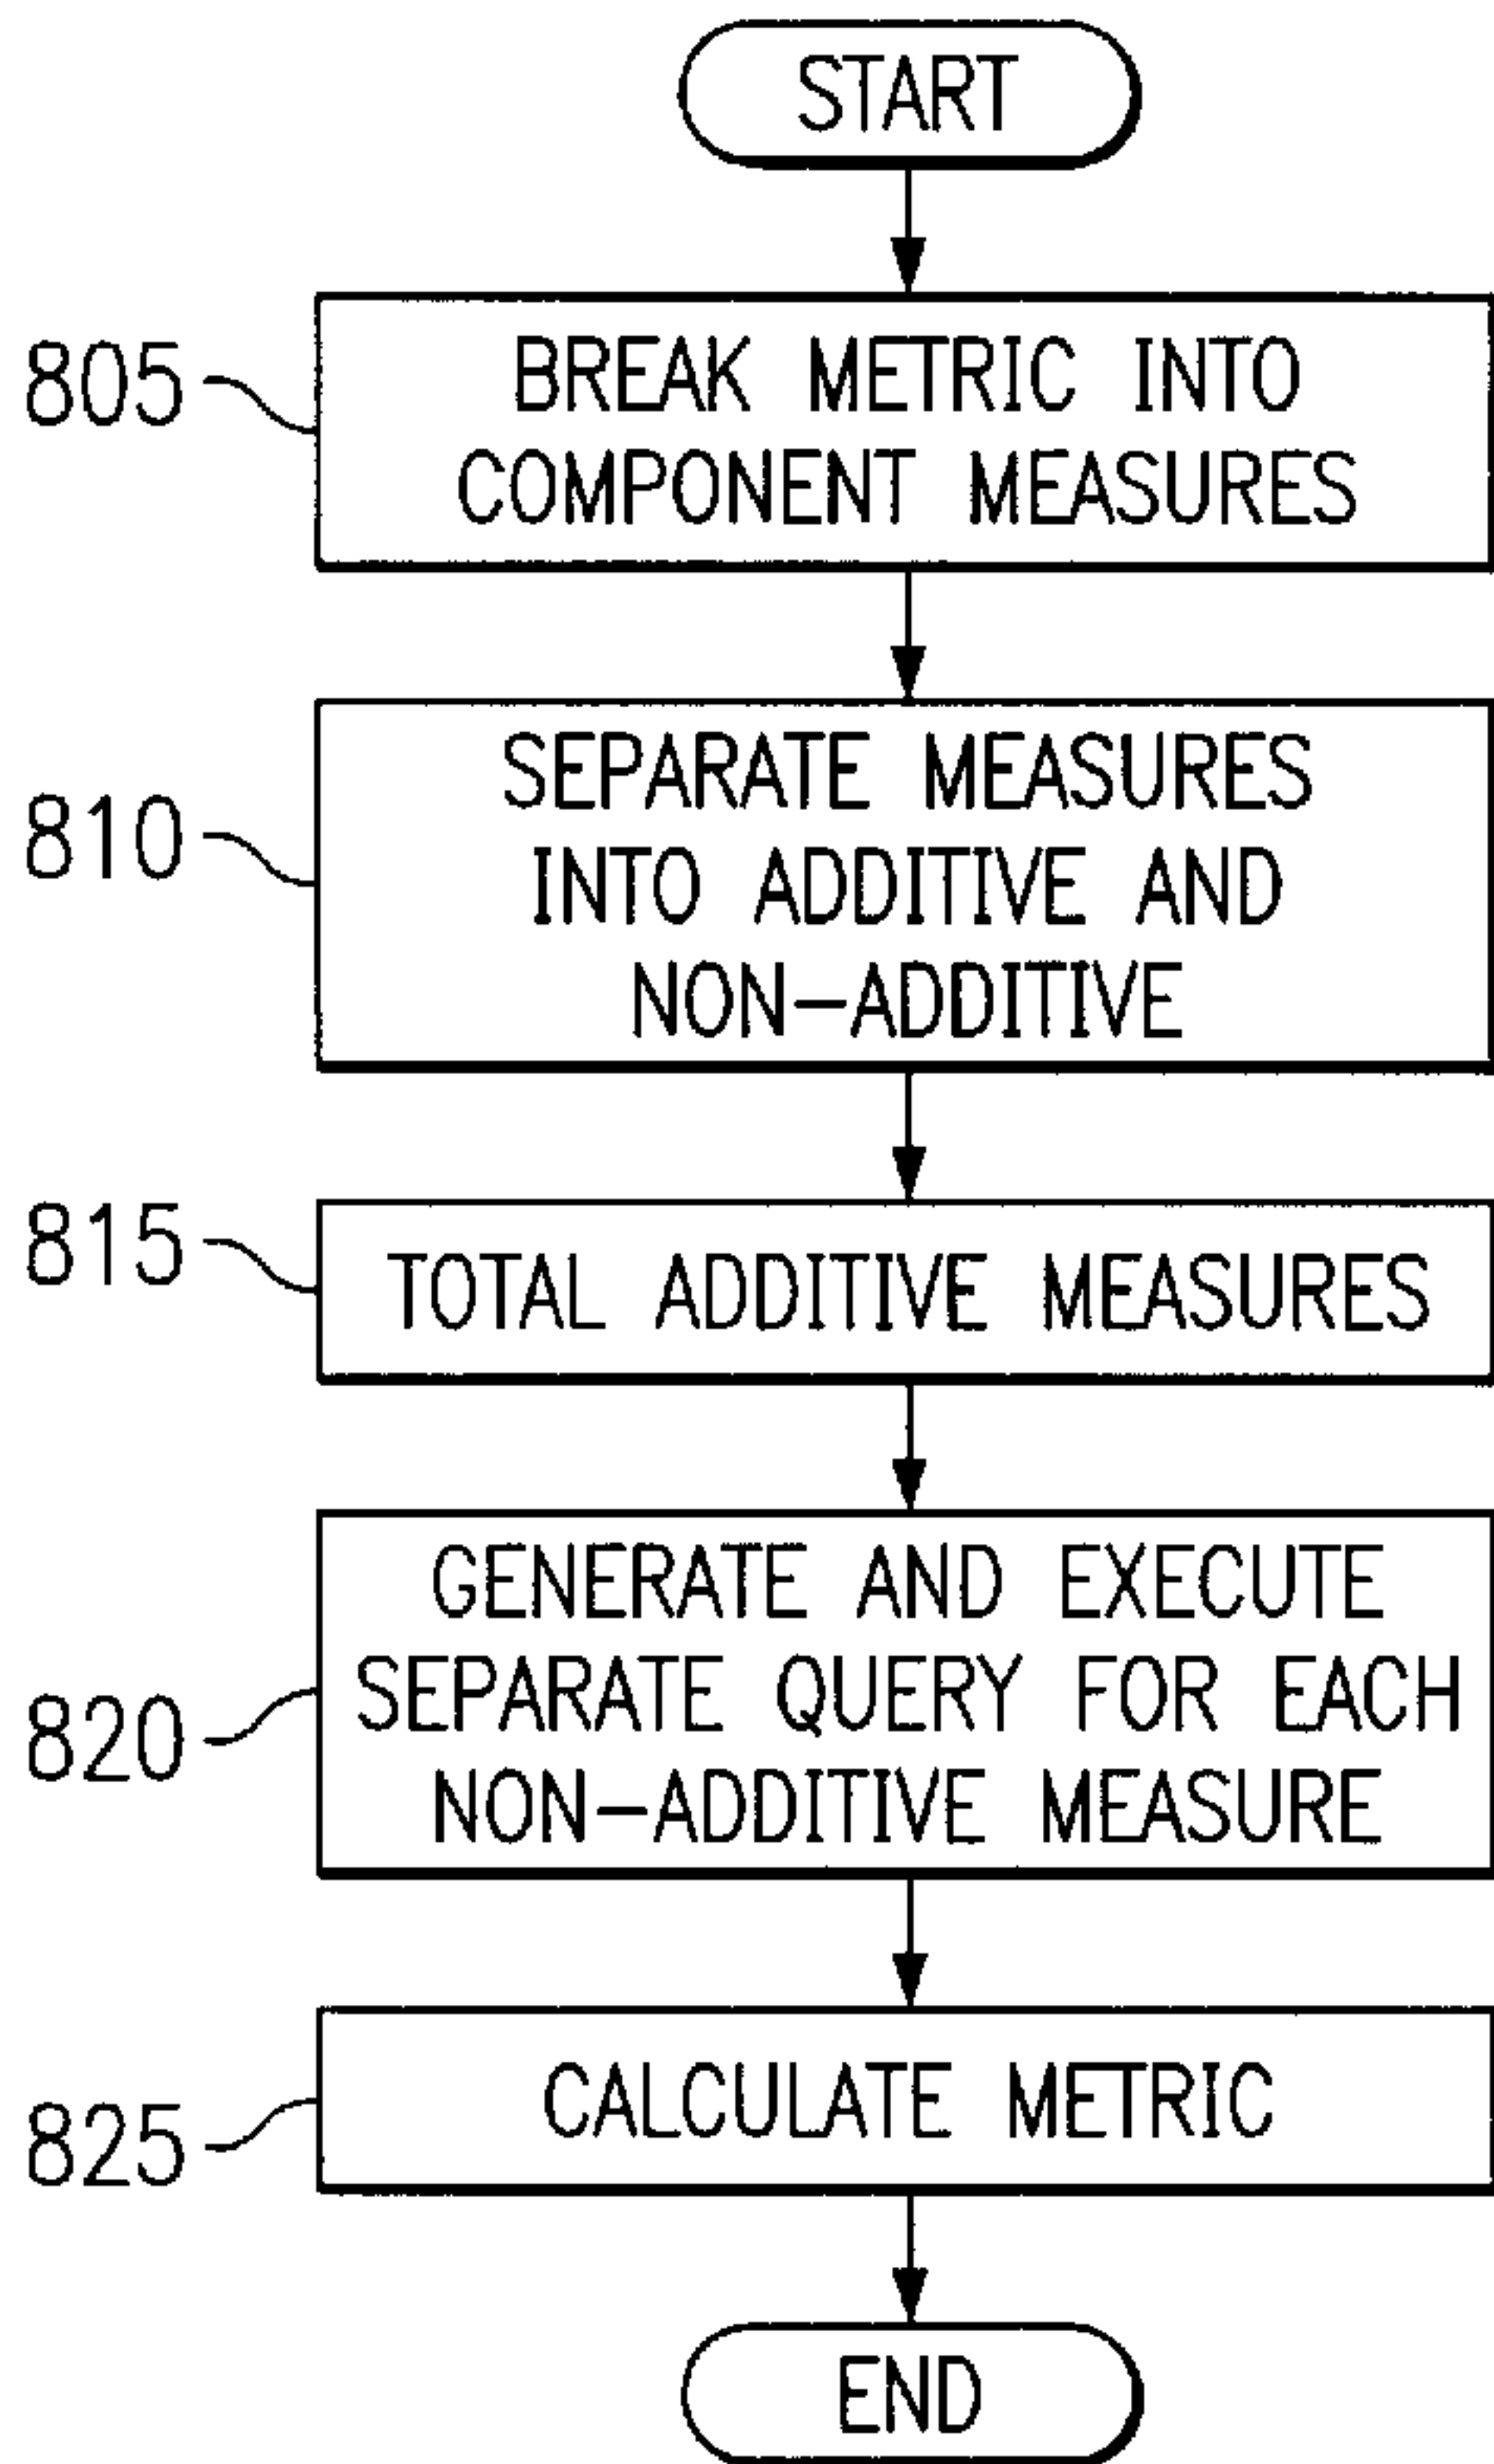 START
805
BREAK METRIC INTO
COMPONENT MEASURES
810
SEPARATE MEASURES
INTO ADDITIVE AND
NON-ADDITIVE
815
TOTAL ADDITIVE MEASURES
820
GENERATE AND EXECUTE
SEPARATE QUERY FOR EACH
NON-ADDITIVE MEASURE
825
CALCULATE METRIC
END